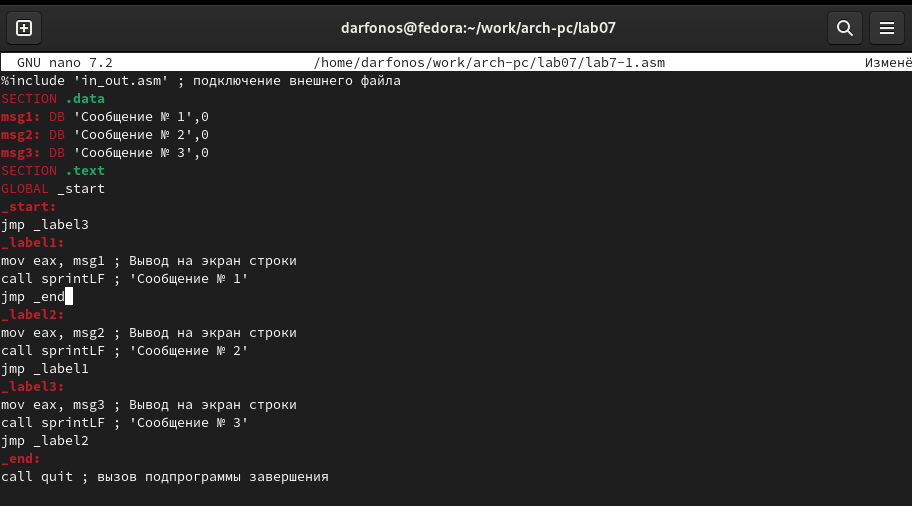 darfonos@fedora:~/work/arch-pc/lab07
GNU nano 7.2 /home/darfonos/work/arch-pc/lab07/lab7-1.asm Изменё
%include 'in_out.asm' ; подключение внешнего файла
SECTION .data
msg1: DB 'Сообщение № 1',0
msg2: DB 'Сообщение № 2',0
msg3: DB 'Сообщение № 3',0
SECTION .text
GLOBAL _start
_start:
jmp _label3
_label1:
mov eax, msg1 ; Вывод на экран строки
call sprintLF ; 'Сообщение № 1'
jmp _end
_label2:
mov eax, msg2 ; Вывод на экран строки
call sprintLF ; 'Сообщение № 2'
jmp _label1
_label3:
mov eax, msg3 ; Вывод на экран строки
call sprintLF ; 'Сообщение № 3'
jmp _label2
_end:
call quit ; вызов подпрограммы завершения